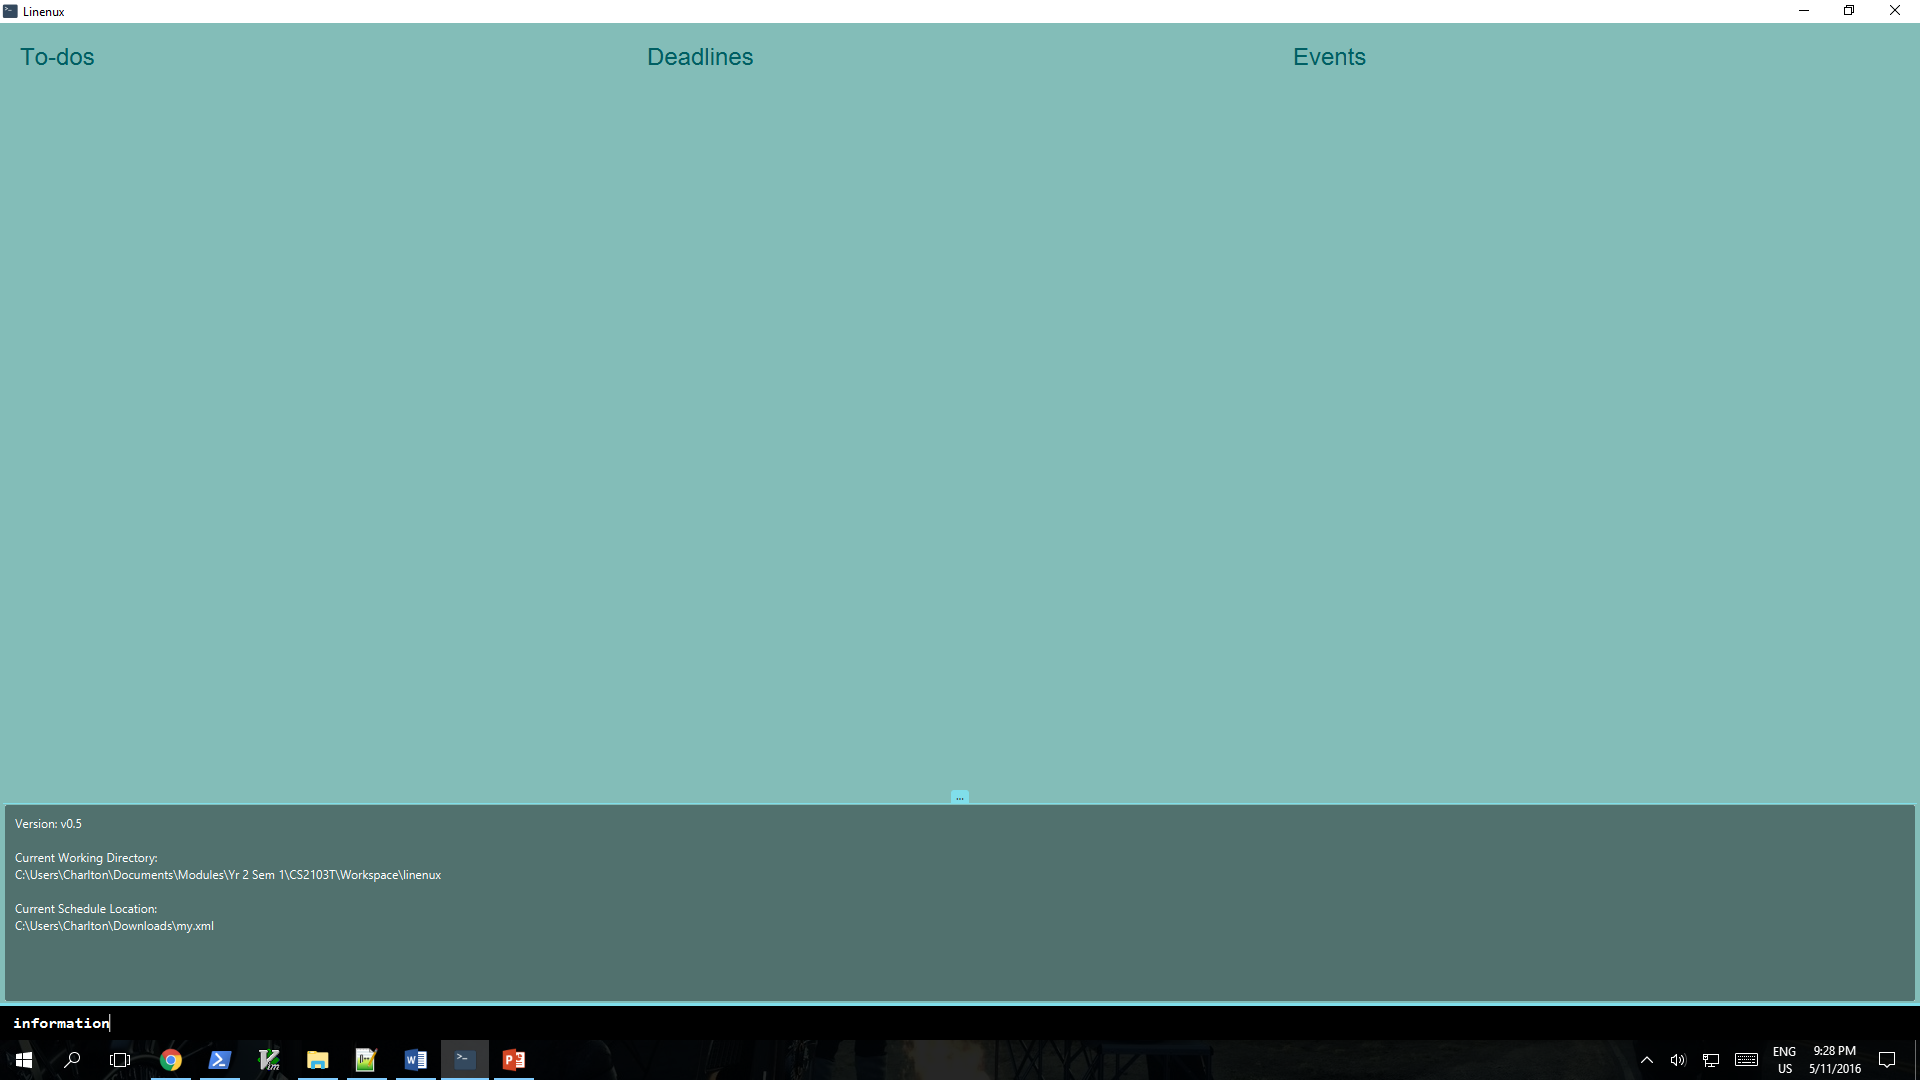 Linenux
To-dos
Deadlines
Events
...
Version: v0.5
Current Working Directory:
C:\Users\Charlton\Documents\Modules\Yr 2 Sem 1\CS2103T\Workspace\linenux
Current Schedule Location:
C:\Users\Charlton\Downloads\my.xml
information
ENG
US
9:28 PM
5/11/2016